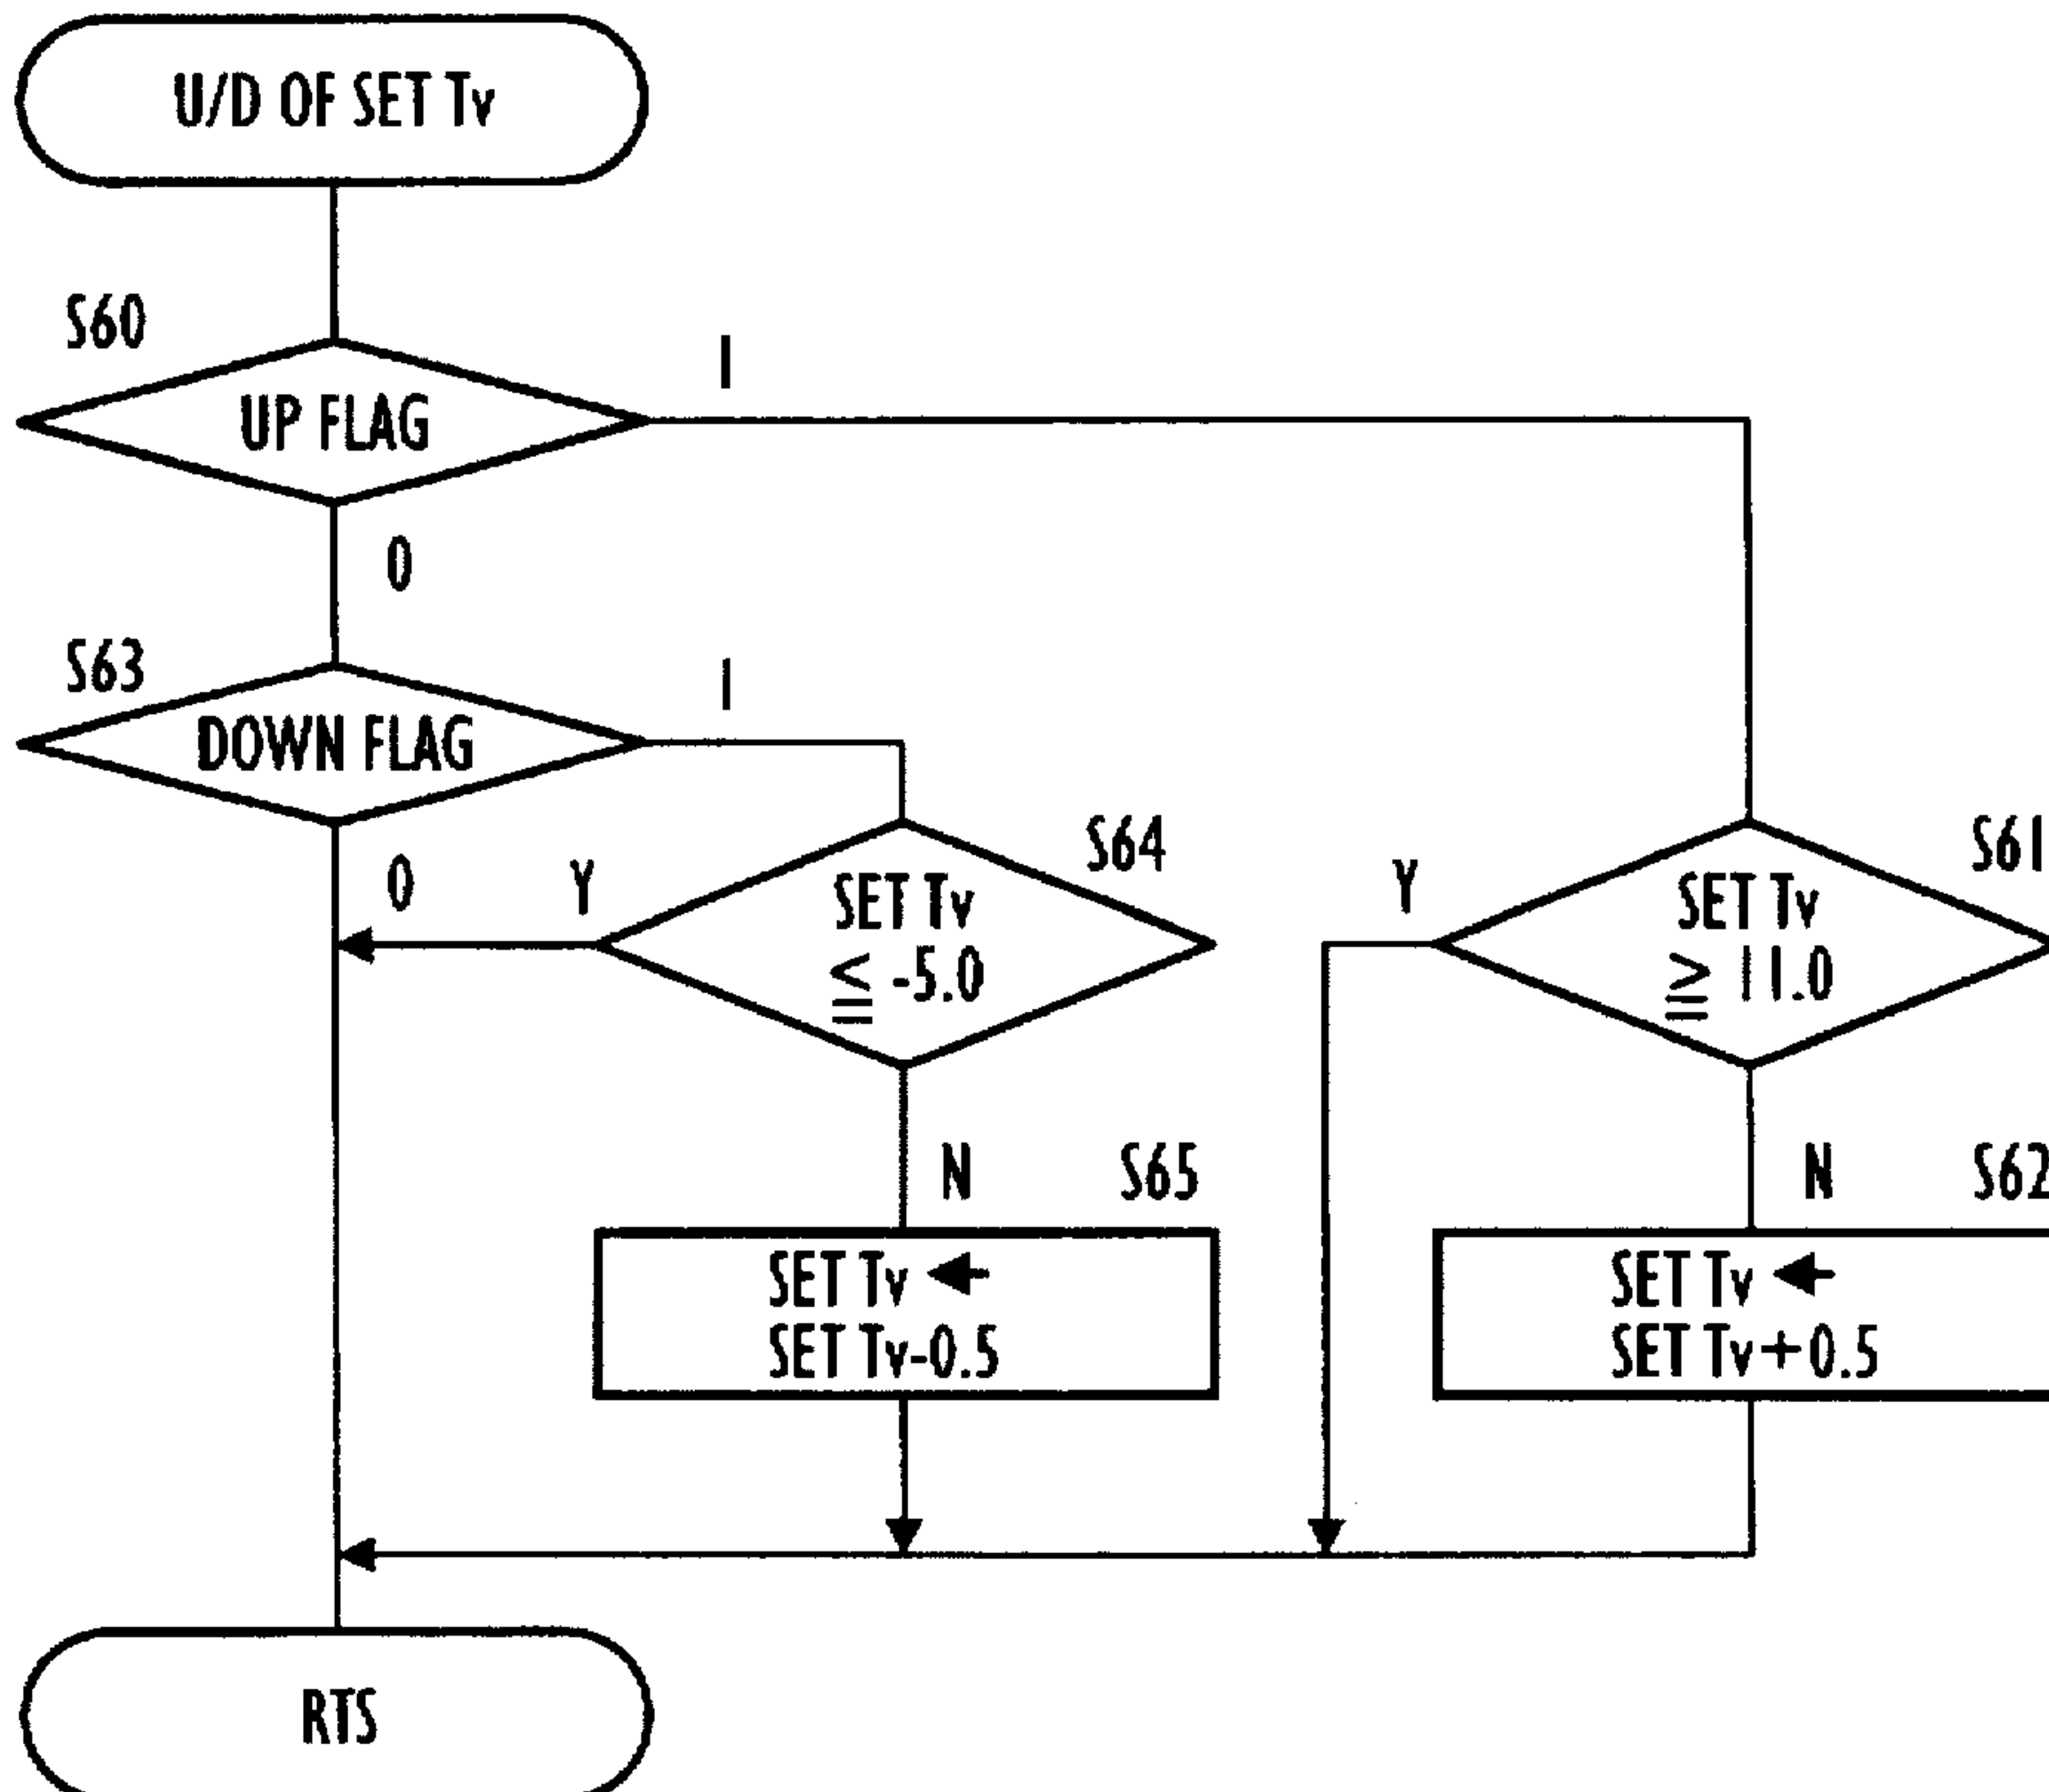 U/D OF SET Tv
S60
1
UP FLAG
0
S63
1
DOWN FLAG
0
Y
S64
SET Tv
≦ -5.0
Y
S61
SET Tv
≧ 11.0
N
S65
SET Tv ←
SET Tv-0.5
N
S62
SET Tv ←
SET Tv+0.5
RTS